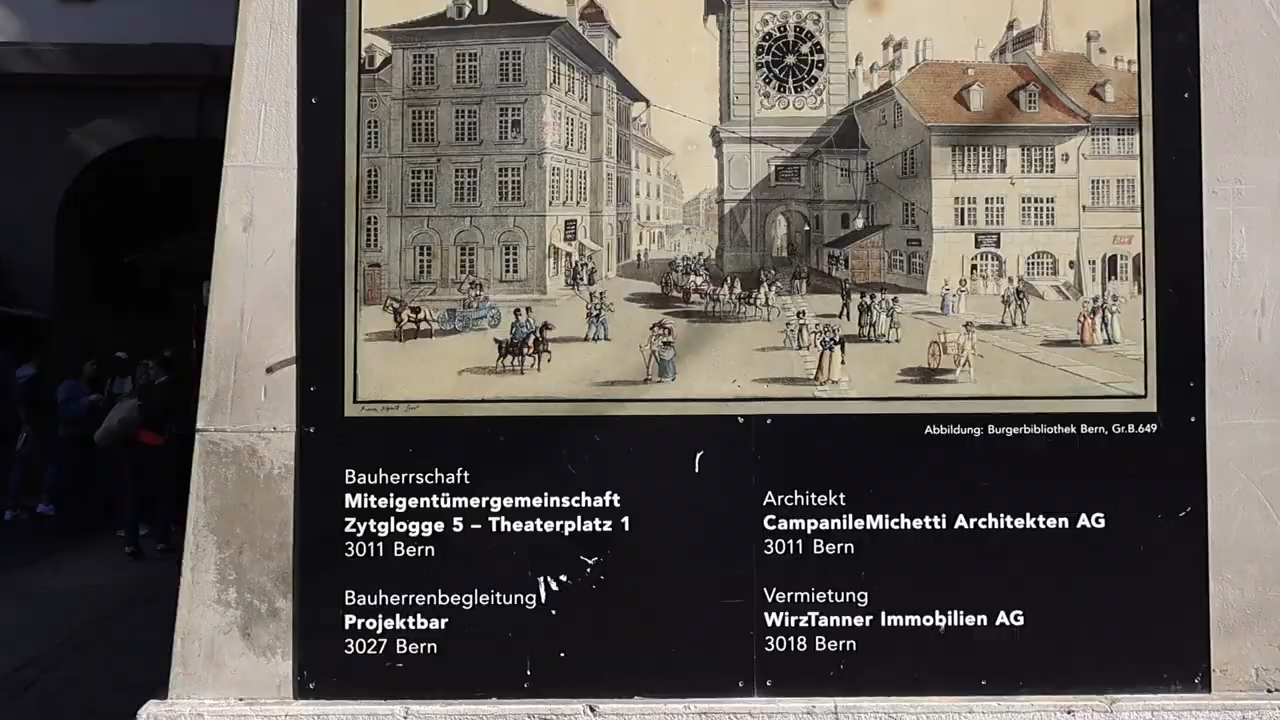 Abbildung: Burgerbibliothek Bern, Gr.B.649
Bauherrschaft
Miteigentümergemeinschaft
Zytglogge 5 – Theaterplatz 1
3011 Bern
Bauherrenbegleitung
Projektbar
3027 Bern
Architekt
CampanileMichetti Architekten AG
3011 Bern
Vermietung
WirzTanner Immobilien AG
3018 Bern